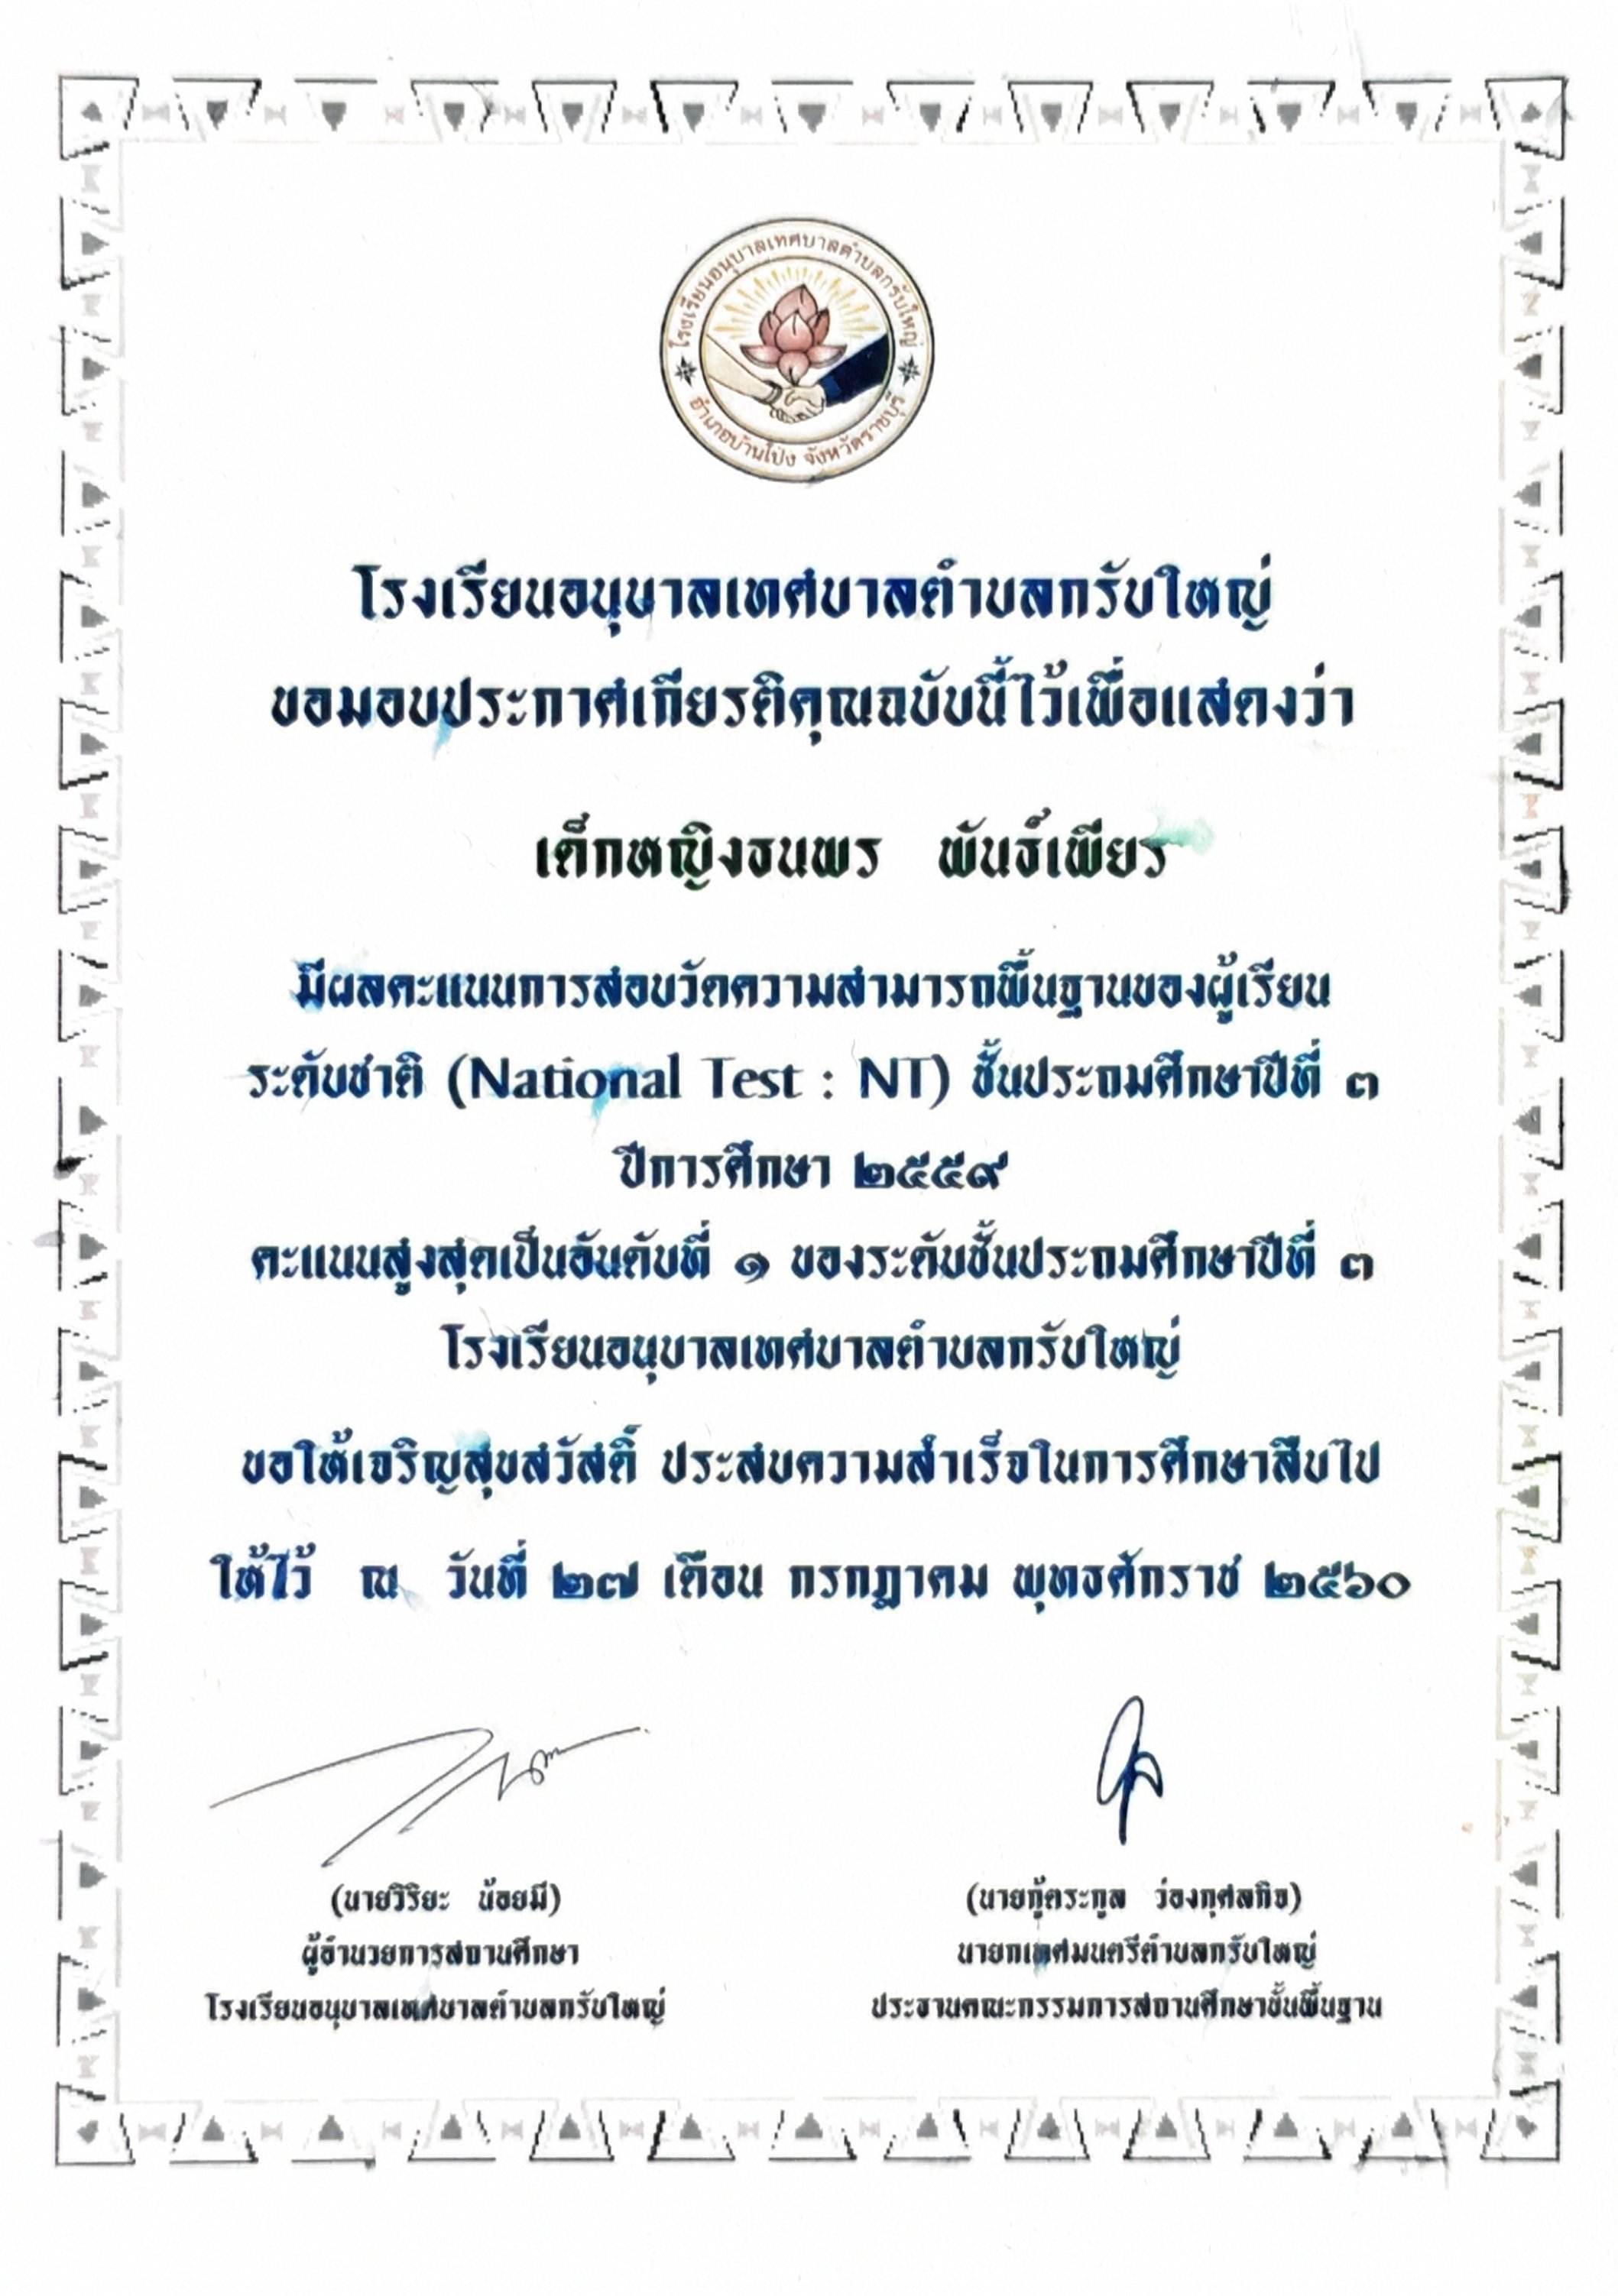 โรงเรียนอนุบาลเทศบาลตำบลกรับใหญ่
อำเภอบ้านโป่ง จังหวัดราชบุรี
โรงเรียนอนุบาลเทศบาลตำบลกรับใหญ่
ขอมอบประกาศเกียรติคุณฉบับนี้ไว้เพื่อแสดงว่า
เด็กหญิงธนพร พันธ์เพียร
มีผลคะแนนการสอบวัดความสามารถพื้นฐานของผู้เรียน
ระดับชาติ (National Test : NT) ชั้นประถมศึกษาปีที่ ๓
ปีการศึกษา ๒๕๕๙
คะแนนสูงสุดเป็นอันดับที่ ๑ ของระดับชั้นประถมศึกษาปีที่ ๓
โรงเรียนอนุบาลเทศบาลตำบลกรับใหญ่
ขอให้เจริญสุขสวัสดิ์ ประสบความสำเร็จในการศึกษาสืบไป
ให้ไว้ ณ วันที่ ๒๗ เดือน กรกฎาคม พุทธศักราช ๒๕๖๐
(นายวิริยะ น้อยมี)
ผู้อำนวยการสถานศึกษา
โรงเรียนอนุบาลเทศบาลตำบลกรับใหญ่
(นายกู้ตระกูล ว่องกุศลกิจ)
นายกเทศมนตรีตำบลกรับใหญ่
ประธานคณะกรรมการสถานศึกษาขั้นพื้นฐาน